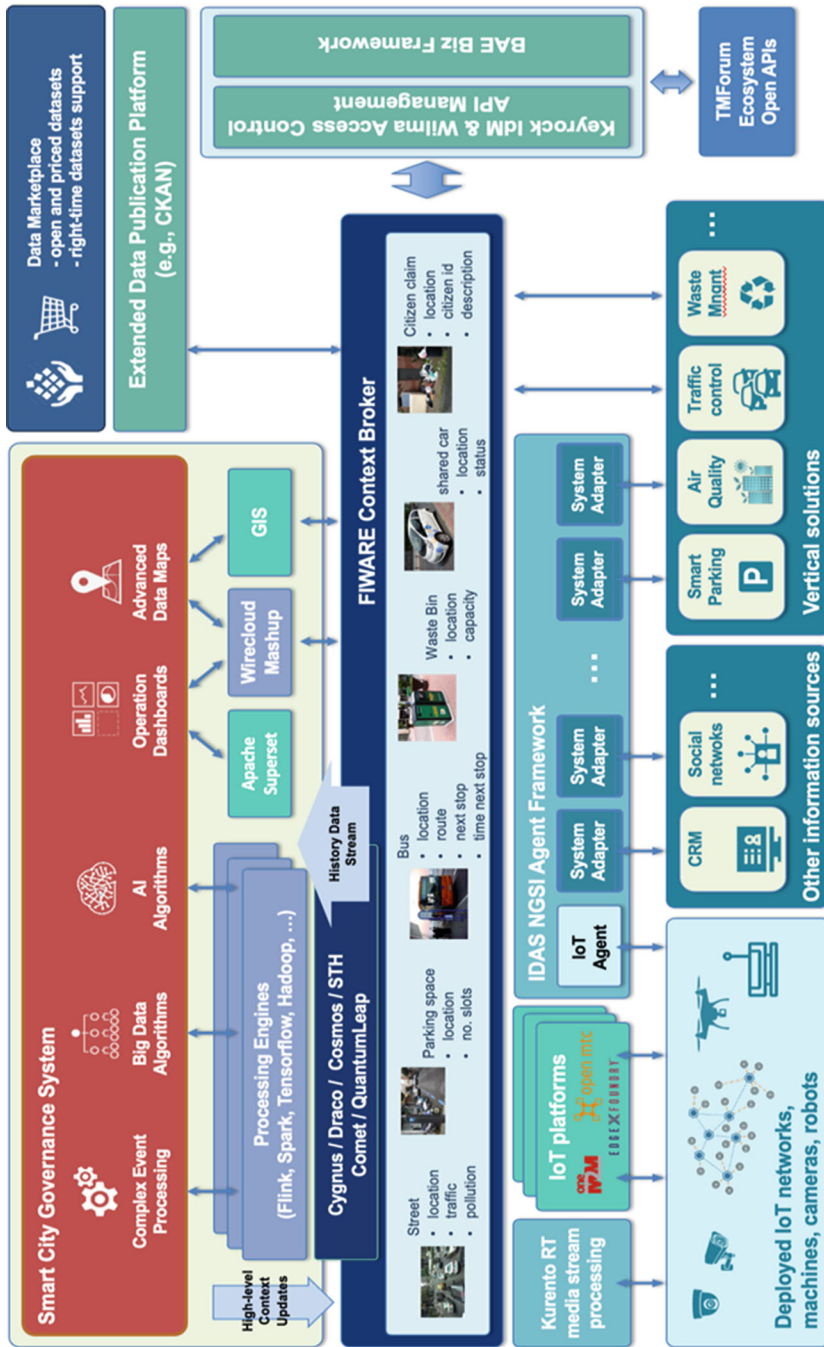 Smart City Governance System
Complex Event
Processing
Big Data
Algorithms
AI
Algorithms
Operation
Dashboards
Advanced
Data Maps
Data Marketplace
- open and priced datasets
- right-time datasets support
Extended Data Publication Platform
(e.g., CKAN)
Processing Engines
(Flink, Spark, Tensorflow, Hadoop, ...)
Apache
Superset
Wirecloud
Mashup
GIS
High-level
Context
Updates
Cygnus / Draco / Cosmos / STH
Comet / QuantumLeap
History Data
Stream
FIWARE Context Broker
Street
• location
• traffic
• pollution
Parking space
• location
• no. slots
Bus
• location
• route
• next stop
• time next stop
Waste Bin
• location
• capacity
shared car
• location
• status
Citizen claim
• location
• citizen id
• description
Keyrock IdM & Wilma Access Control
API Management
BAE Biz Framework
TMForum
Ecosystem
Open APIs
Kurento RT
media stream
processing
IoT platforms
one
M2M
open mtc
EDGE X FOUNDRY
IDAS NGSI Agent Framework
IoT
Agent
System
Adapter
System
Adapter
...
System
Adapter
System
Adapter
Deployed IoT networks,
machines, cameras, robots
CRM
Social
networks
...
Other information sources
Smart
Parking
P
Air
Quality
Traffic
control
Waste
Mngnt
...
Vertical solutions